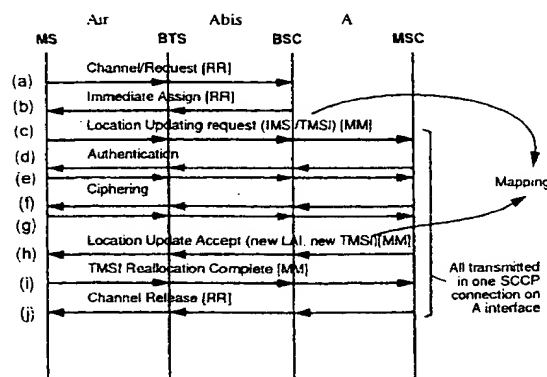 Air Abis A
MS BTS BSC MSC
(a) Channel/Request [RR]
(b) Immediate Assign [RR]
(c) Location Updating request (IMSI/TMSI) [MM]
(d) Authentication
(e)
Ciphering
(f)
(g)
(h) Location Update Accept (new LAI, new TMSI)[MM]
(i) TMSI Reallocation Complete [MM]
(j) Channel Release [RR]
Mapping
All transmitted
in one SCCP
connection on
A interface